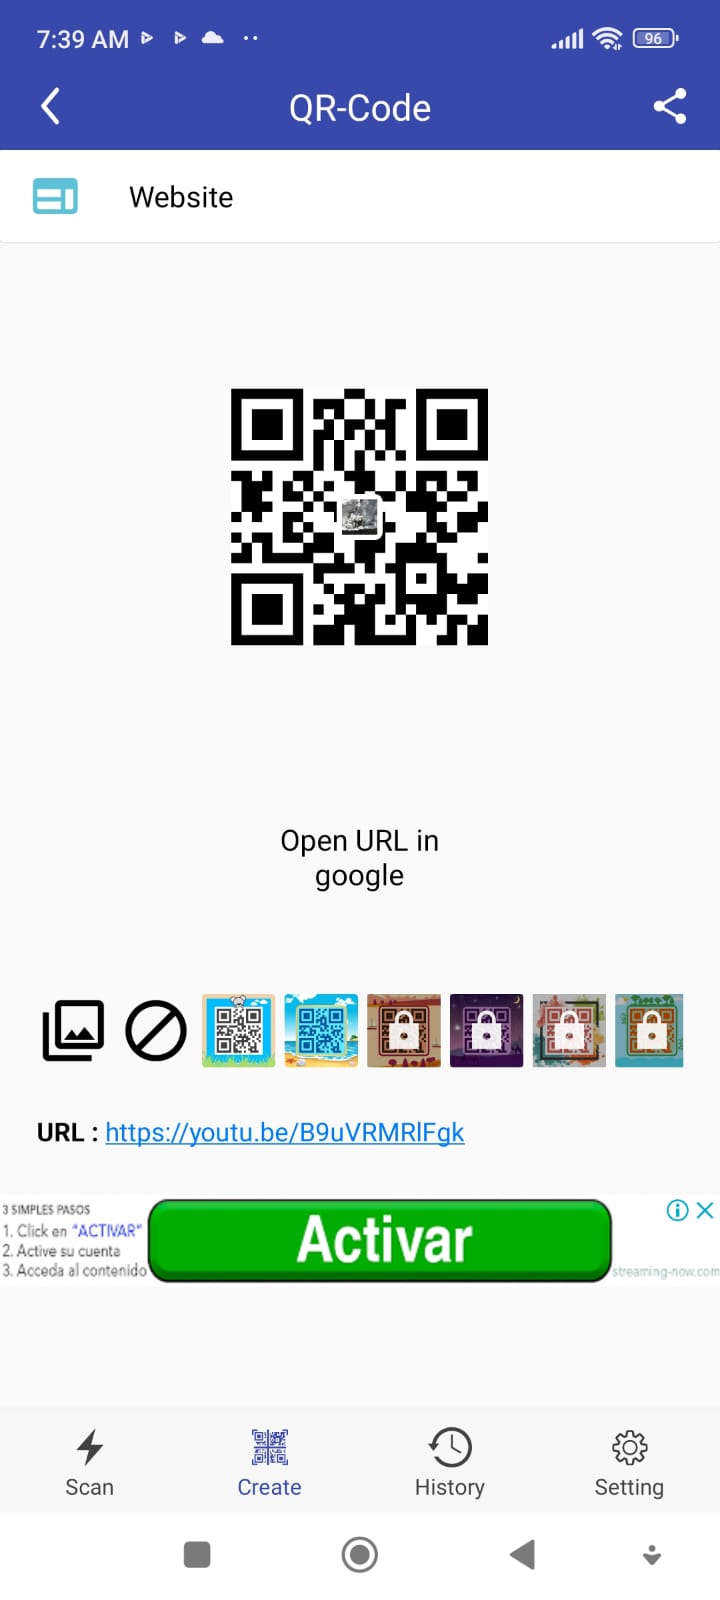 7:39 AM
96
QR-Code
Website
Open URL in
google
URL : https://youtu.be/B9uVRMRlFgk
3 SIMPLES PASOS
1. Click en "ACTIVAR"
2. Active su cuenta
3. Acceda al contenido
Activar
streaming-now.com
Scan
Create
History
Setting